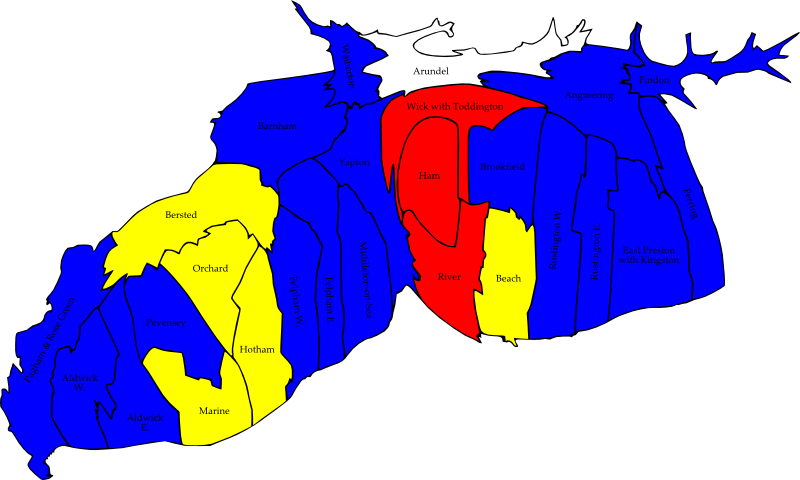 Walberton
Arundel
Findon
Angmering
Wick with Toddington
Barnham
Yapton
Brookfield
Ham
Ferring
Bersted
Rustington W.
Rustington E.
Middleton-on-Sea
East Preston
with Kingston
Orchard
River
Beach
Felpham W.
Felpham E.
Pevensey
Pagham & Rose Green
Hotham
Aldwick
W.
Marine
Aldwick
E.